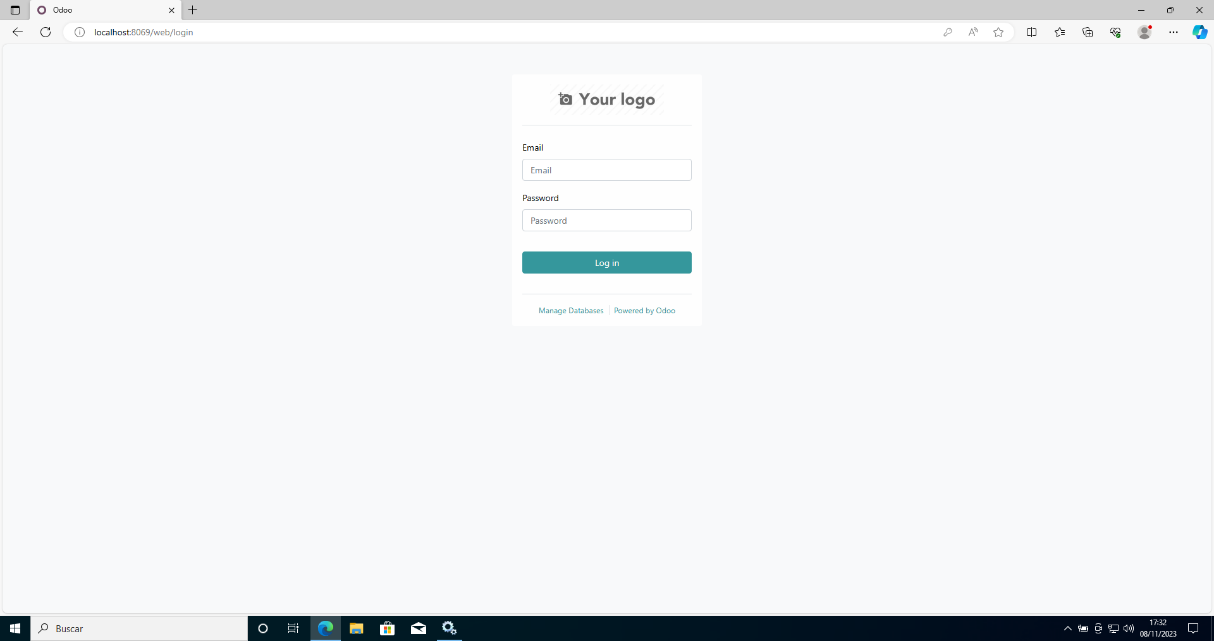 Odoo
localhost:8069/web/login
Your logo
Email
Email
Password
Password
Log in
Manage Databases | Powered by Odoo
Buscar
17:32
08/11/2023